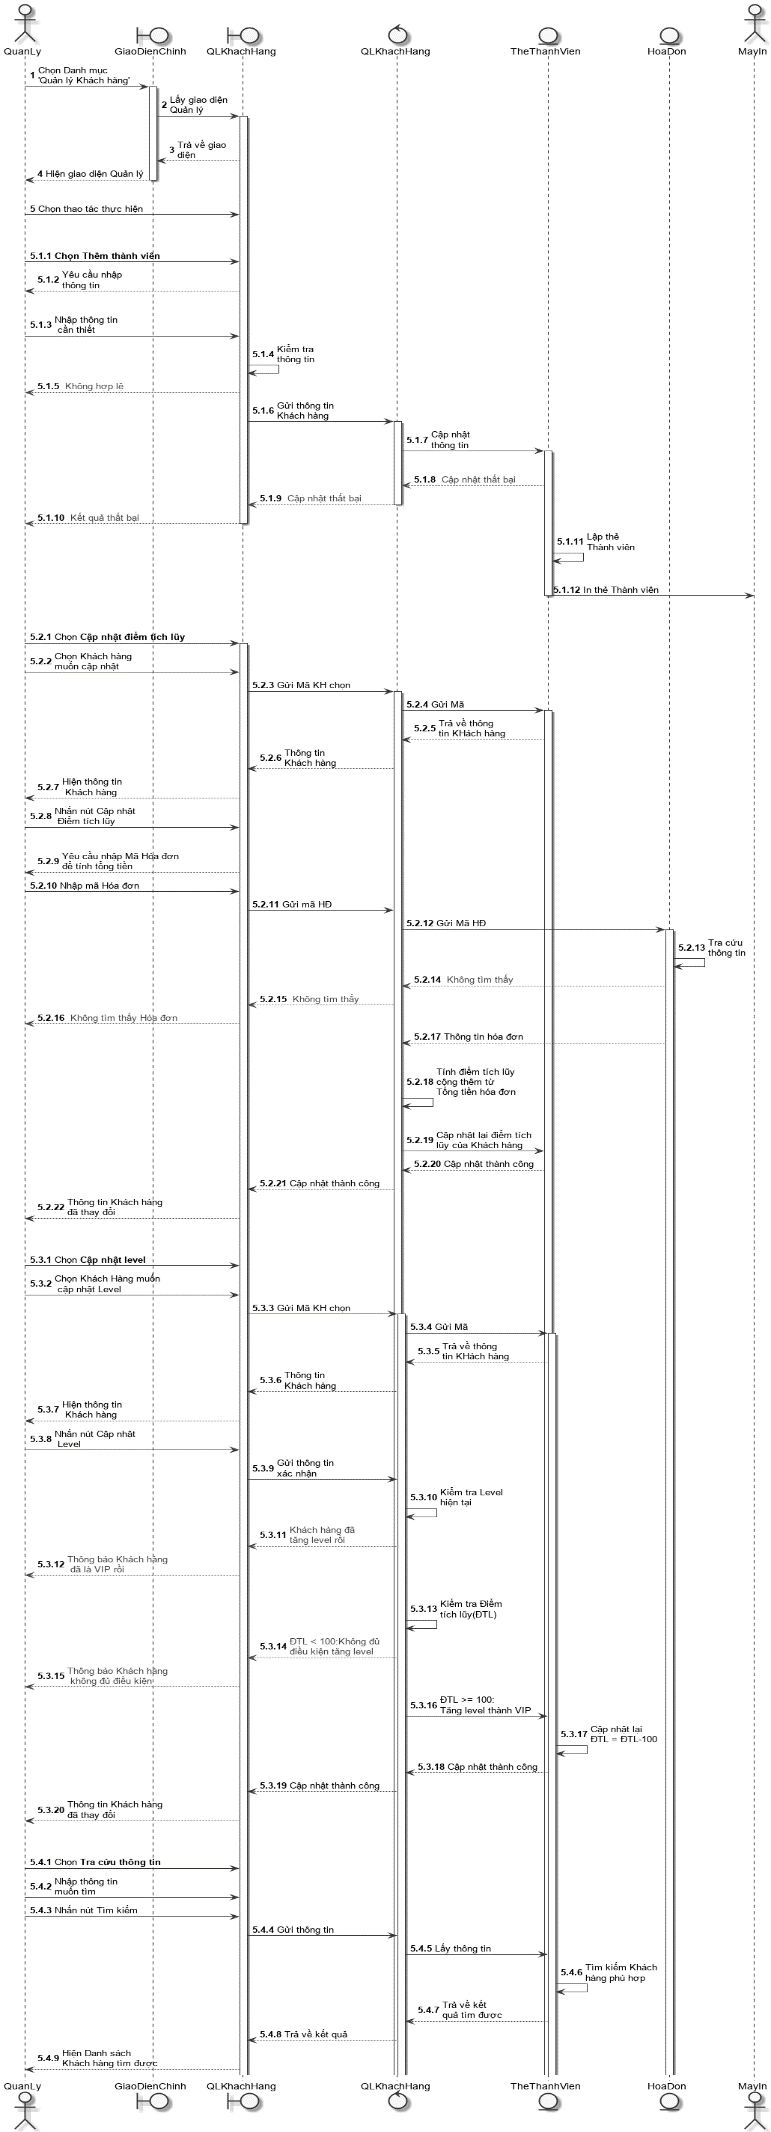 QuanLy
GiaoDienChinh
QLKhachHang
QLKhachHang
TheThanhVien
HoaDon
MayIn
1 Chọn Danh mục
'Quản lý Khách hàng'
2 Lấy giao diện
Quản lý
3 Trả về giao
diện
4 Hiện giao diện Quản lý
5 Chọn thao tác thực hiện
5.1.1 Chọn Thêm thành viên
5.1.2 Yêu cầu nhập
thông tin
5.1.3 Nhập thông tin
cần thiết
5.1.4 Kiểm tra
thông tin
5.1.5 Không hợp lệ
5.1.6 Gửi thông tin
Khách hàng
5.1.7 Cập nhật
thông tin
5.1.8 Cập nhật thất bại
5.1.9 Cập nhật thất bại
5.1.10 Kết quả thất bại
5.1.11 Lập thẻ
Thành viên
5.1.12 In thẻ Thành viên
5.2.1 Chọn Cập nhật điểm tích lũy
5.2.2 Chọn Khách hàng
muốn cập nhật
5.2.3 Gửi Mã KH chọn
5.2.4 Gửi Mã
5.2.5 Trả về thông
tin KHách hàng
5.2.6 Thông tin
Khách hàng
5.2.7 Hiện thông tin
Khách hàng
5.2.8 Nhấn nút Cập nhật
Điểm tích lũy
5.2.9 Yêu cầu nhập Mã Hóa đơn
để tính tổng tiền
5.2.10 Nhập mã Hóa đơn
5.2.11 Gửi mã HĐ
5.2.12 Gửi Mã HĐ
5.2.13 Tra cứu
thông tin
5.2.14 Không tìm thấy
5.2.15 Không tìm thấy
5.2.16 Không tìm thấy Hóa đơn
5.2.17 Thông tin hóa đơn
5.2.18 Tính điểm tích lũy
cộng thêm từ
Tổng tiền hóa đơn
5.2.19 Cập nhật lại điểm tích
lũy của Khách hàng
5.2.20 Cập nhật thành công
5.2.21 Cập nhật thành công
5.2.22 Thông tin Khách hàng
đã thay đổi
5.3.1 Chọn Cập nhật level
5.3.2 Chọn Khách Hàng muốn
cập nhật Level
5.3.3 Gửi Mã KH chọn
5.3.4 Gửi Mã
5.3.5 Trả về thông
tin KHách hàng
5.3.6 Thông tin
Khách hàng
5.3.7 Hiện thông tin
Khách hàng
5.3.8 Nhấn nút Cập nhật
Level
5.3.9 Gửi thông tin
xác nhận
5.3.10 Kiểm tra Level
hiện tại
5.3.11 Khách hàng đã
tăng level rồi
5.3.12 Thông báo Khách hàng
đã là VIP rồi
5.3.13 Kiểm tra Điểm
tích lũy(ĐTL)
5.3.14 ĐTL < 100:Không đủ
điều kiện tăng level
5.3.15 Thông báo Khách hàng
không đủ điều kiện
5.3.16 ĐTL >= 100:
Tăng level thành VIP
5.3.17 Cập nhật lại
ĐTL = ĐTL-100
5.3.18 Cập nhật thành công
5.3.19 Cập nhật thành công
5.3.20 Thông tin Khách hàng
đã thay đổi
5.4.1 Chọn Tra cứu thông tin
5.4.2 Nhập thông tin
muốn tìm
5.4.3 Nhấn nút Tìm kiếm
5.4.4 Gửi thông tin
5.4.5 Lấy thông tin
5.4.6 Tìm kiếm Khách
hàng phù hợp
5.4.7 Trả về kết
quả tìm được
5.4.8 Trả về kết quả
5.4.9 Hiện Danh sách
Khách hàng tìm được
QuanLy
GiaoDienChinh
QLKhachHang
QLKhachHang
TheThanhVien
HoaDon
MayIn